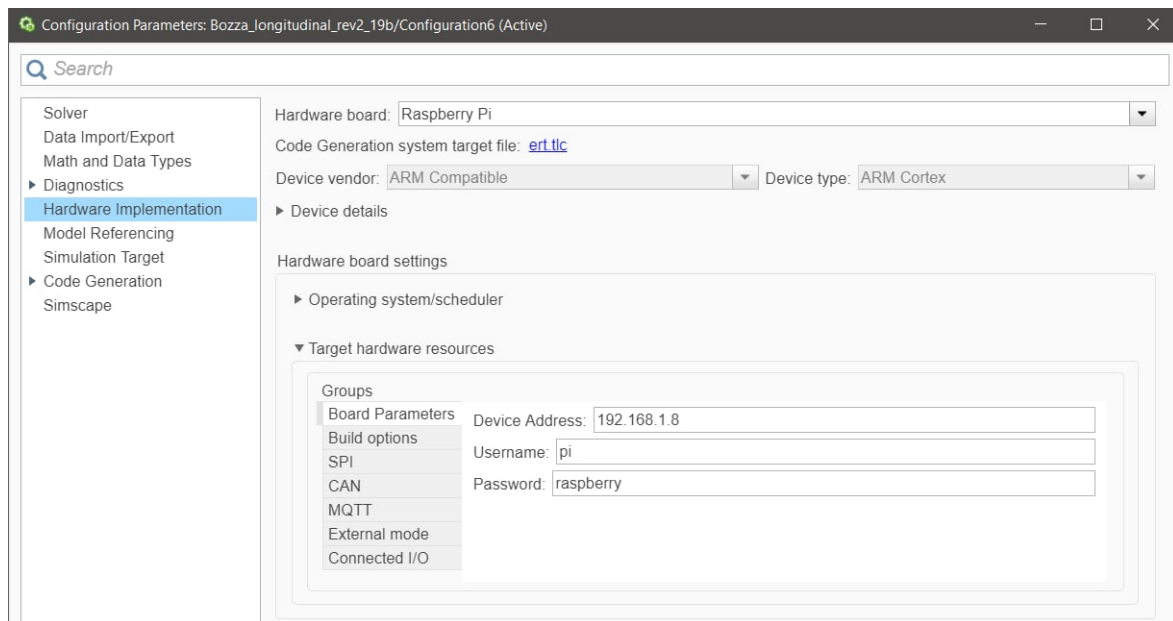 Configuration Parameters: Bozza_longitudinal_rev2_19b/Configuration6 (Active)
Search
Solver
Data Import/Export
Math and Data Types
Diagnostics
Hardware Implementation
Model Referencing
Simulation Target
Code Generation
Simscape
Hardware board: Raspberry Pi
Code Generation system target file: ert.tlc
Device vendor: ARM Compatible Device type: ARM Cortex
Device details
Hardware board settings
Operating system/scheduler
Target hardware resources
Groups
Board Parameters
Build options
SPI
CAN
MQTT
External mode
Connected I/O
Device Address: 192.168.1.8
Username: pi
Password: raspberry